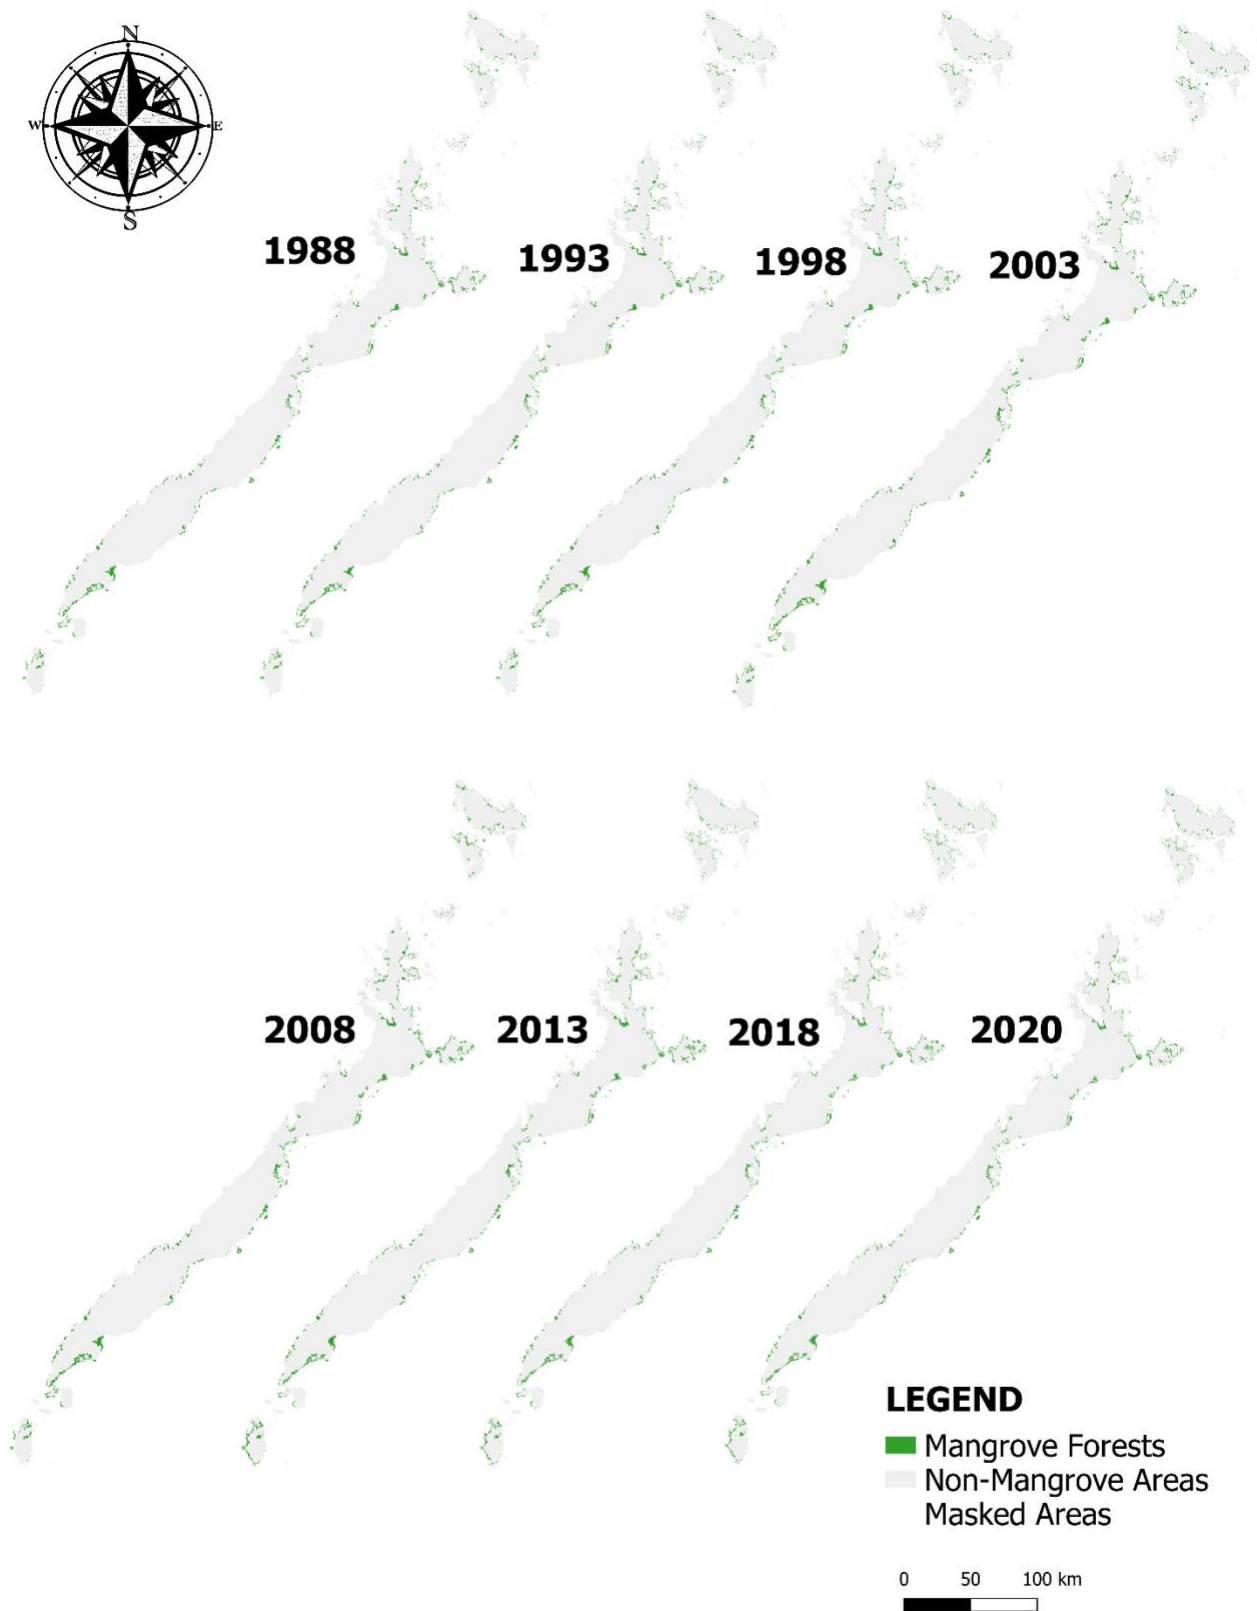 N
W E
S
1988 1993 1998 2003
2008 2013 2018 2020
LEGEND
Mangrove Forests
Non-Mangrove Areas
Masked Areas
0 50 100 km